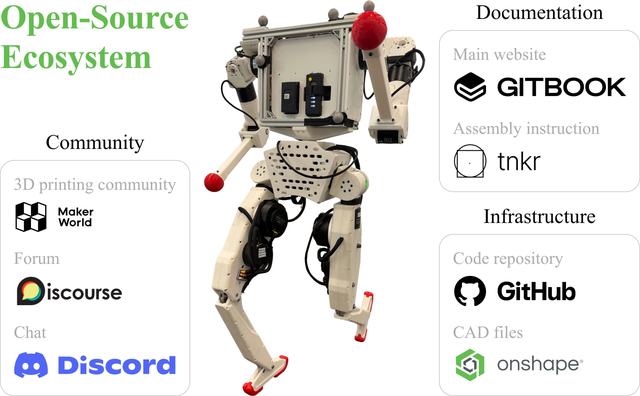 Open-Source
Ecosystem
Community
3D printing community
Maker
World
Forum
Discourse
Chat
Discord
Documentation
Main website
GITBOOK
Assembly instruction
tnkr
Infrastructure
Code repository
GitHub
CAD files
onshape®